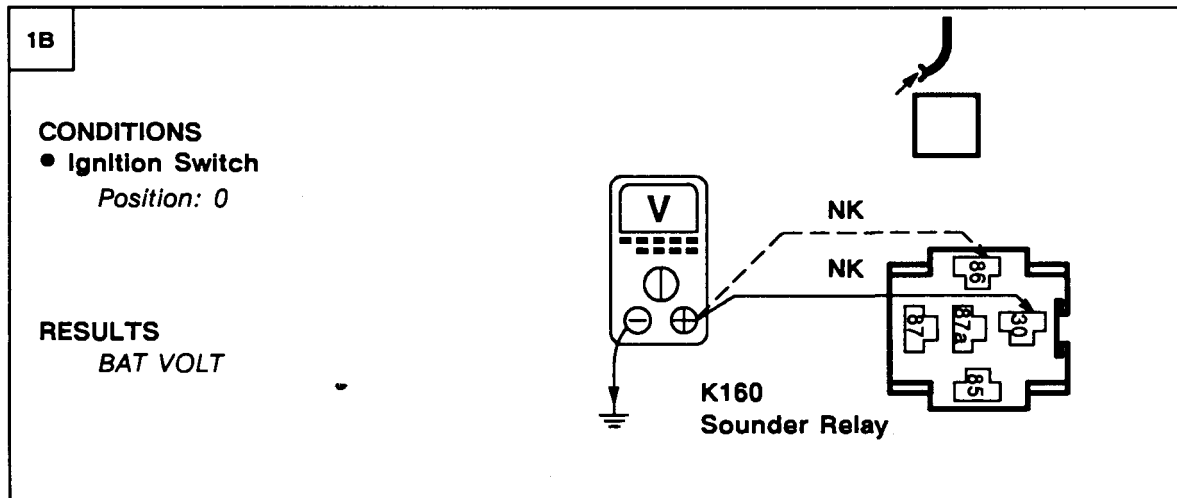 1B
CONDITIONS
• Ignition Switch
Position: 0
RESULTS
BAT VOLT
V
NK
NK
86
87
87a
30
85
K160
Sounder Relay